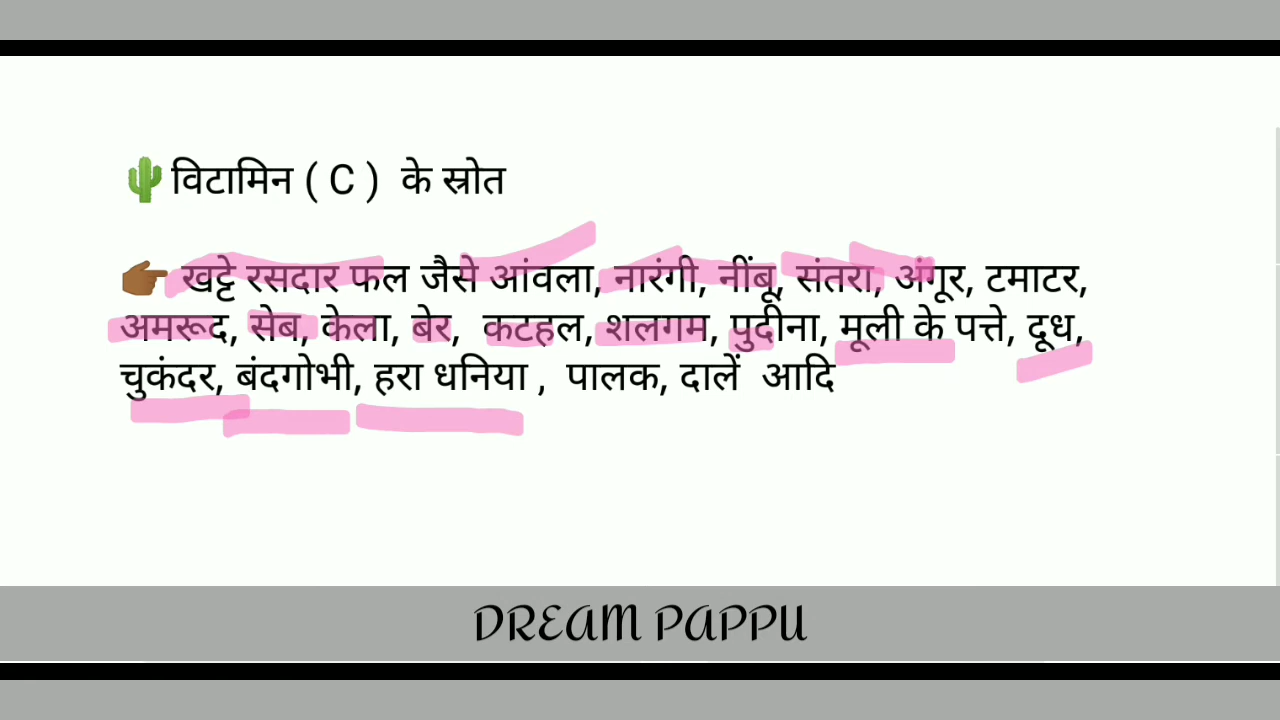 🌵विटामिन ( C )  के स्रोत
👉🏾 खट्टे रसदार फल जैसे आंवला, नारंगी, नींबू, संतरा, अंगूर, टमाटर,
अमरूद, सेब, केला, बेर,  कटहल, शलगम, पुदीना, मूली के पत्ते, दूध,
चुकंदर, बंदगोभी, हरा धनिया ,  पालक, दालें  आदि
DREAM PAPPU